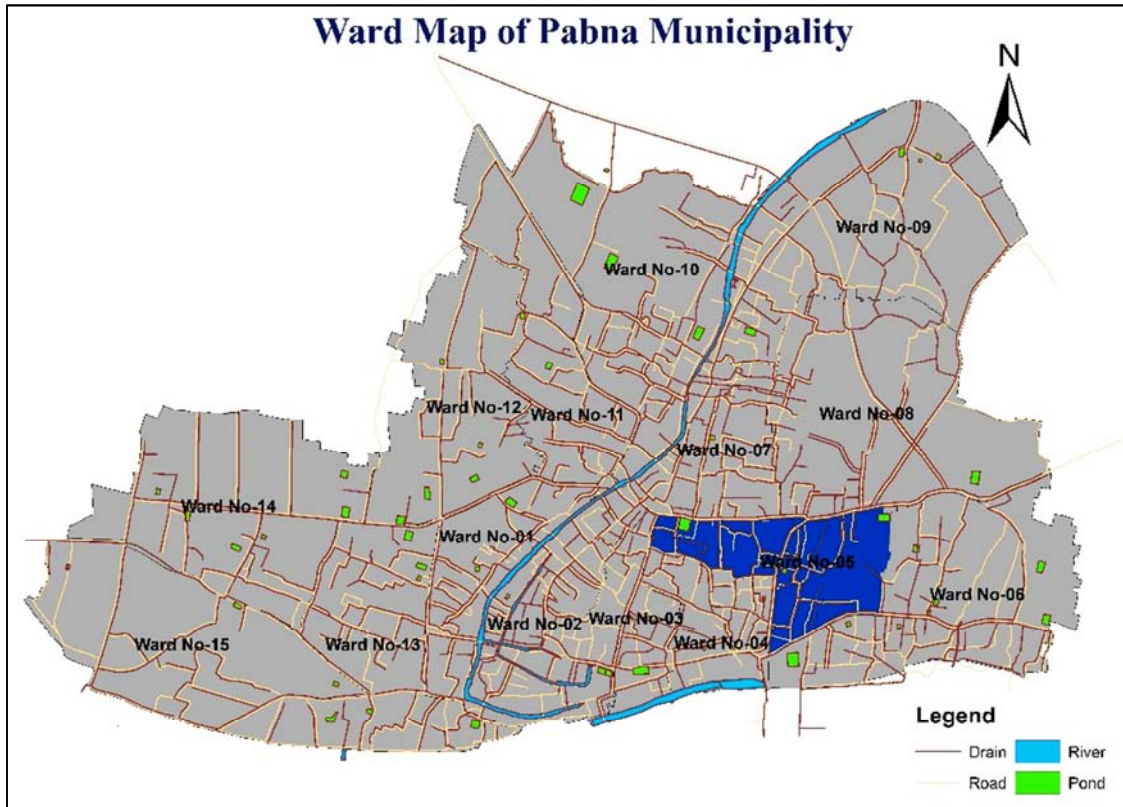 Ward Map of Pabna Municipality
N
Ward No-09
Ward No-10
Ward No-12
Ward No-11
Ward No-08
Ward No-07
Ward No-14
Ward No-01
Ward No-05
Ward No-06
Ward No-02
Ward No-03
Ward No-04
Ward No-15
Ward No-13
Legend
Drain
River
Road
Pond